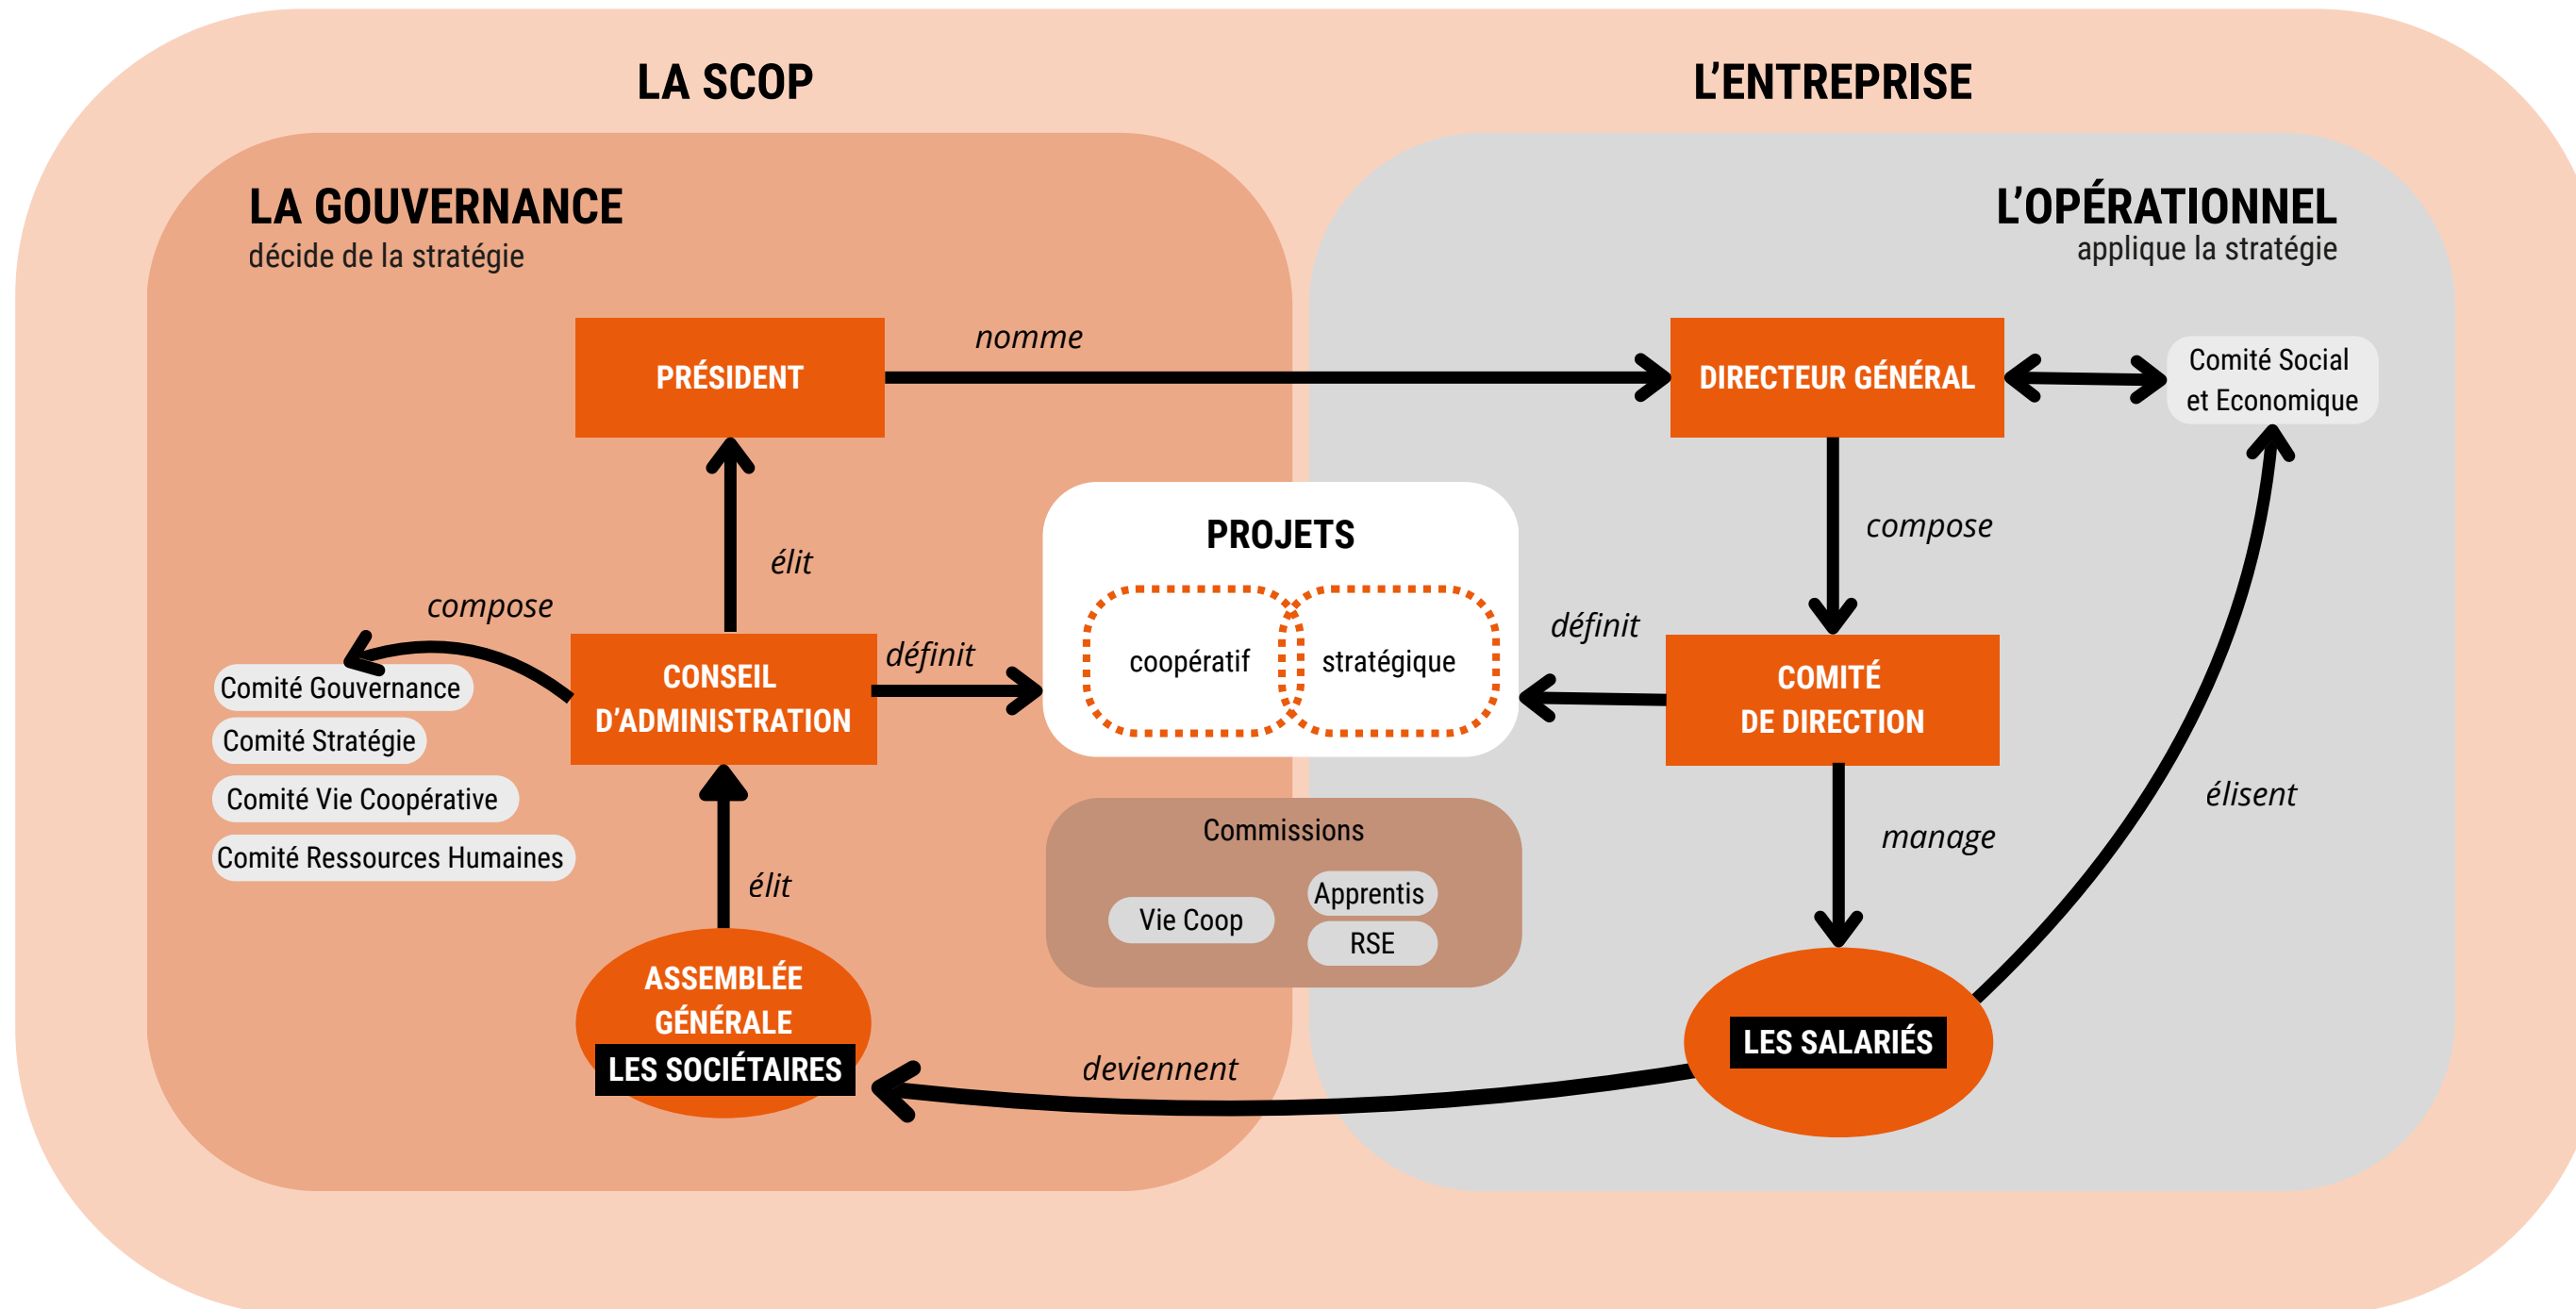 LA SCOP
L'ENTREPRISE
LA GOUVERNANCE
décide de la stratégie
L'OPÉRATIONNEL
applique la stratégie
PRÉSIDENT
nomme
DIRECTEUR GÉNÉRAL
Comité Social
et Economique
élit
compose
compose
CONSEIL
D'ADMINISTRATION
définit
PROJETS
coopératif
stratégique
définit
COMITÉ
DE DIRECTION
Comité Gouvernance
Comité Stratégie
Comité Vie Coopérative
Comité Ressources Humaines
élit
Commissions
Vie Coop
Apprentis
RSE
manage
élisent
ASSEMBLÉE
GÉNÉRALE
LES SOCIÉTAIRES
deviennent
LES SALARIÉS